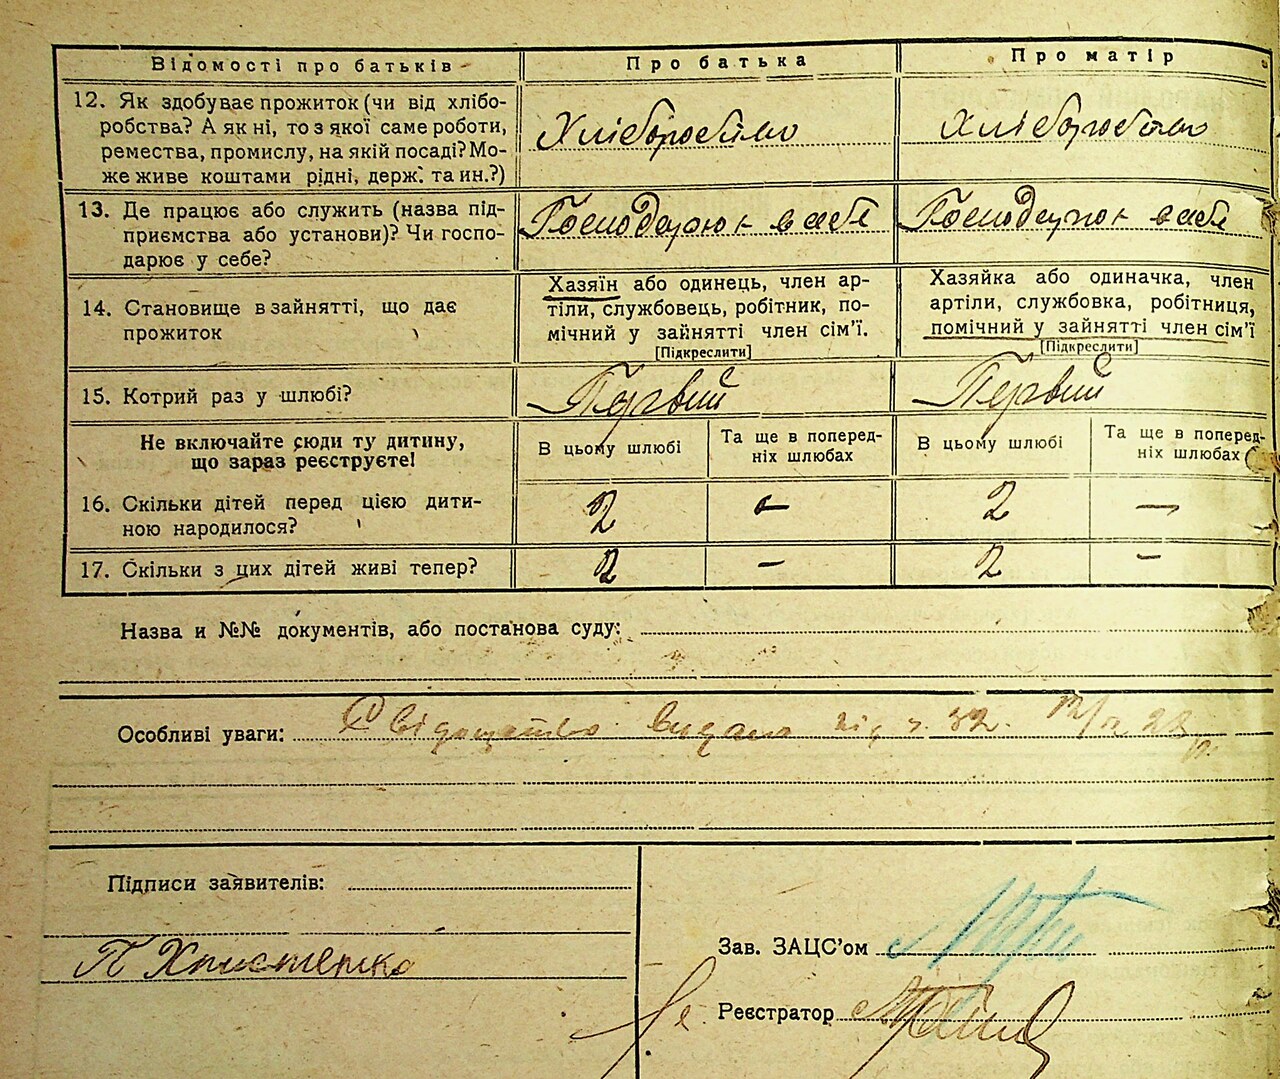 Відомості про батьків Про батька Про матір
12. Як здобуває прожиток (чи від хлібо-
робства? А як ні, то з якої саме роботи,
ремества, промислу, на якій посаді? Мо-
же живе коштами рідні, держ. та ин.?)
Хліборобство Хліборобство
13. Де працює або служить (назва під-
приємства або установи)? Чи госпо-
дарює у себе?
Господарює в себе Господарює в себе
14. Становище в зайнятті, що дає
прожиток
Хазяїн або одинець, член ар-
тіли, службовець, робітник, по-
мічний у зайнятті член сім'ї.
[Підкреслити]
Хазяйка або одиначка, член
артіли, службовка, робітниця,
помічний у зайнятті член сім'ї
[Підкреслити]
15. Котрий раз у шлюбі? Первий Первий
Не включайте сюди ту дитину,
що зараз реєструєте!
В цьому шлюбі
Та ще в поперед-
ніх шлюбах
В цьому шлюбі
Та ще в поперед-
ніх шлюбах
16. Скільки дітей перед цією дити-
ною народилося?
2 – 2 –
17. Скільки з цих дітей живі тепер? 2 – 2 –
Назва и №№ документів, або постанова суду:
Особливі уваги: видано під ч. 32.
Підписи заявителів:
П Христенко
Зав. ЗАЦС'ом
Реєстратор